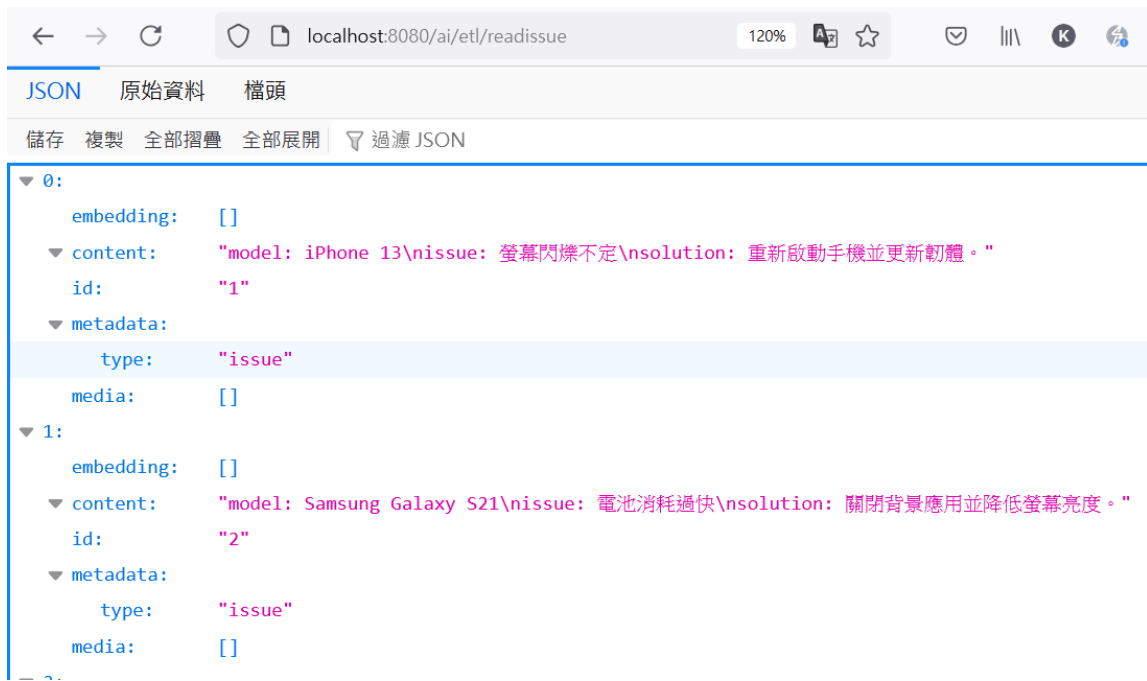 localhost:8080/ai/etl/readissue 120%
JSON 原始資料 檔頭
儲存 複製 全部摺疊 全部展開 過濾 JSON
0:
embedding: []
content: "model: iPhone 13\nissue: 螢幕閃爍不定\nsolution: 重新啟動手機並更新韌體。"
id: "1"
metadata:
type: "issue"
media: []
1:
embedding: []
content: "model: Samsung Galaxy S21\nissue: 電池消耗過快\nsolution: 關閉背景應用並降低螢幕亮度。"
id: "2"
metadata:
type: "issue"
media: []